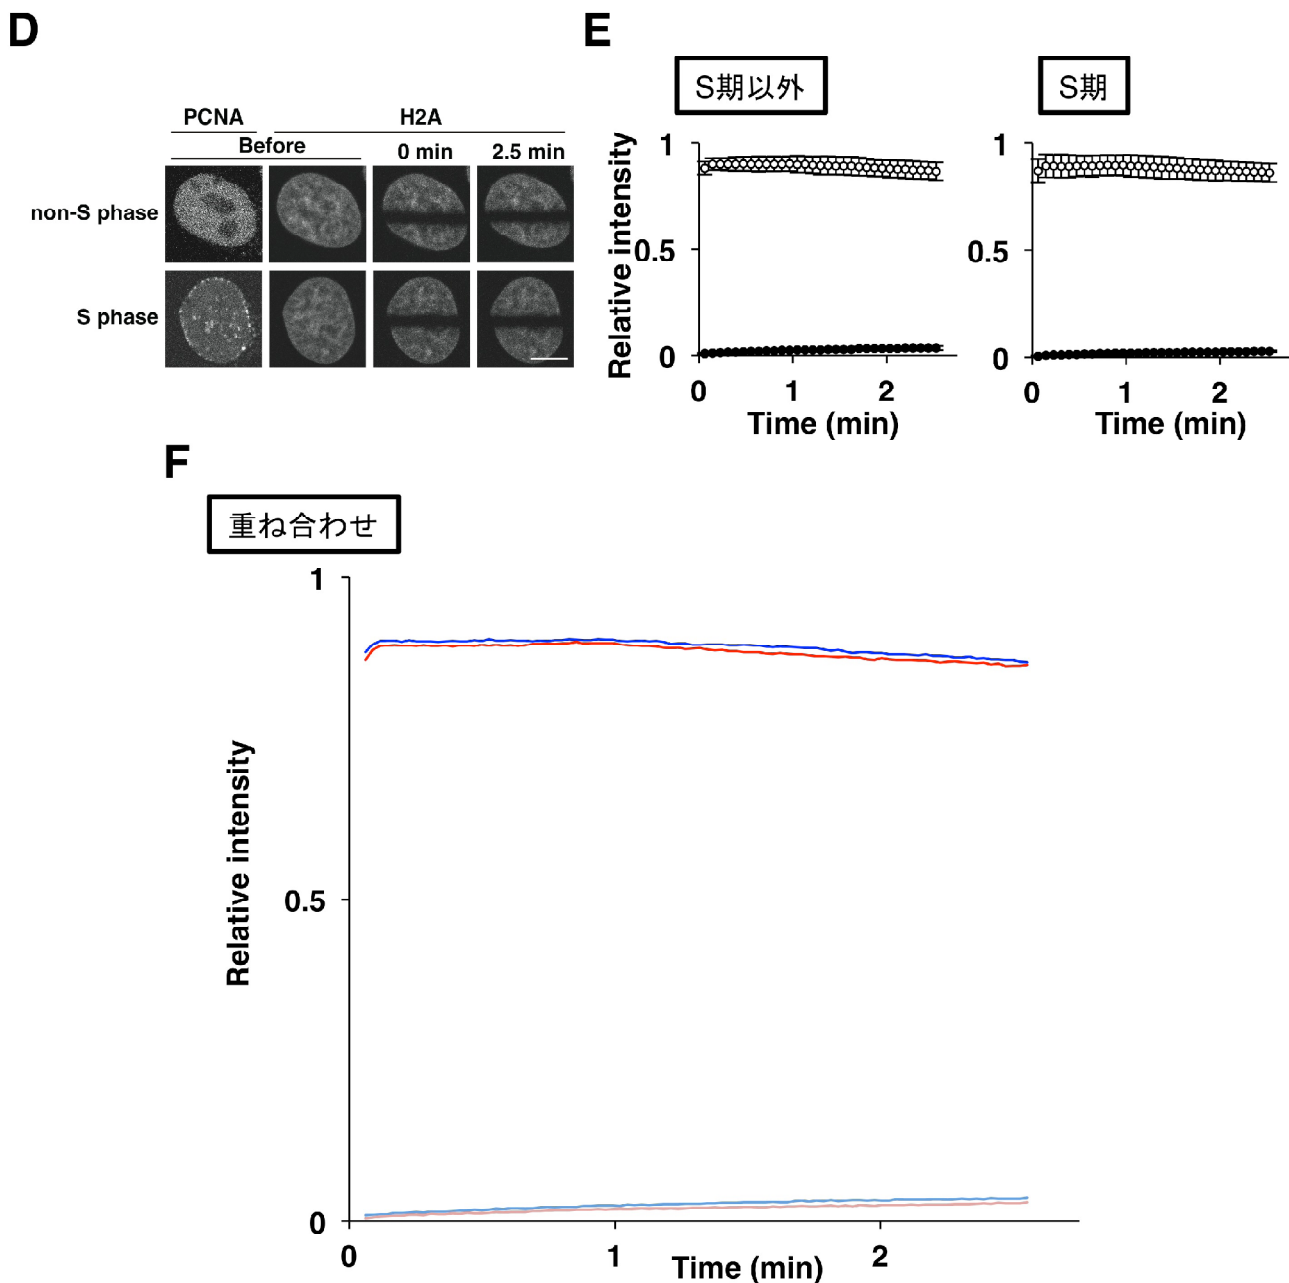 D
PCNA H2A
Before 0 min 2.5 min
non-S phase
S phase
E
S期以外
1
0.5
0
0 1 2
Relative intensity
Time (min)
S期
1
0.5
0
0 1 2
Time (min)
F
重ね合わせ
1
0.5
0
0 1 2
Relative intensity
Time (min)